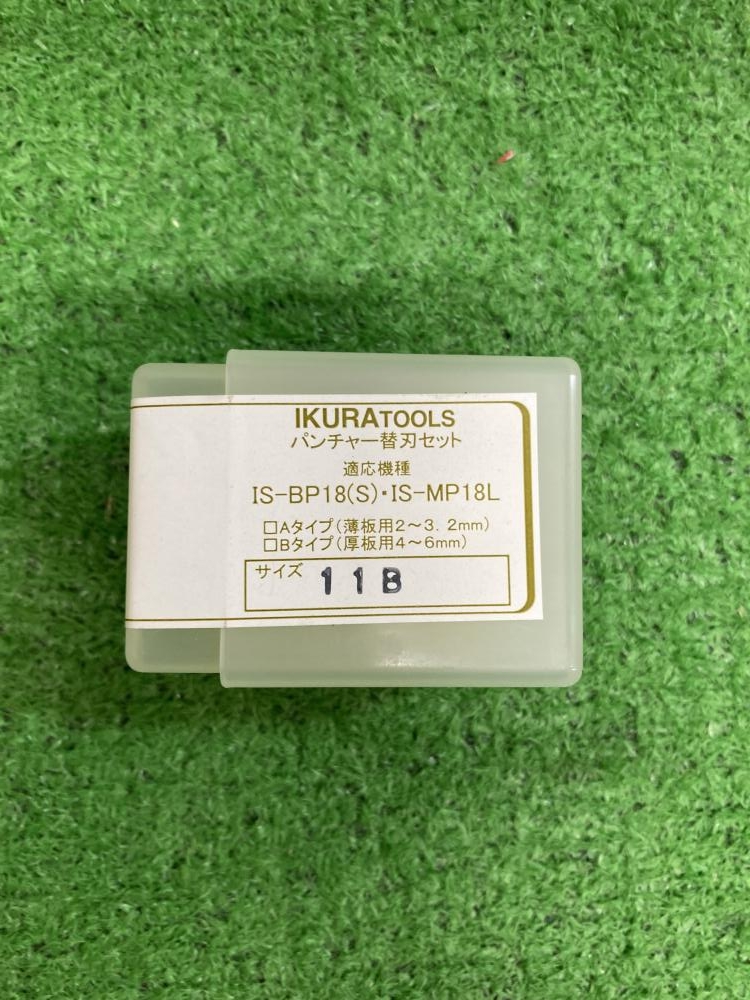 IKURATOOLS
パンチャー替刃セット
適応機種
IS-BP18(S)・IS-MP18L
□Aタイプ(薄板用2～3.2mm)
□Bタイプ(厚板用4～6mm)
サイズ 11B